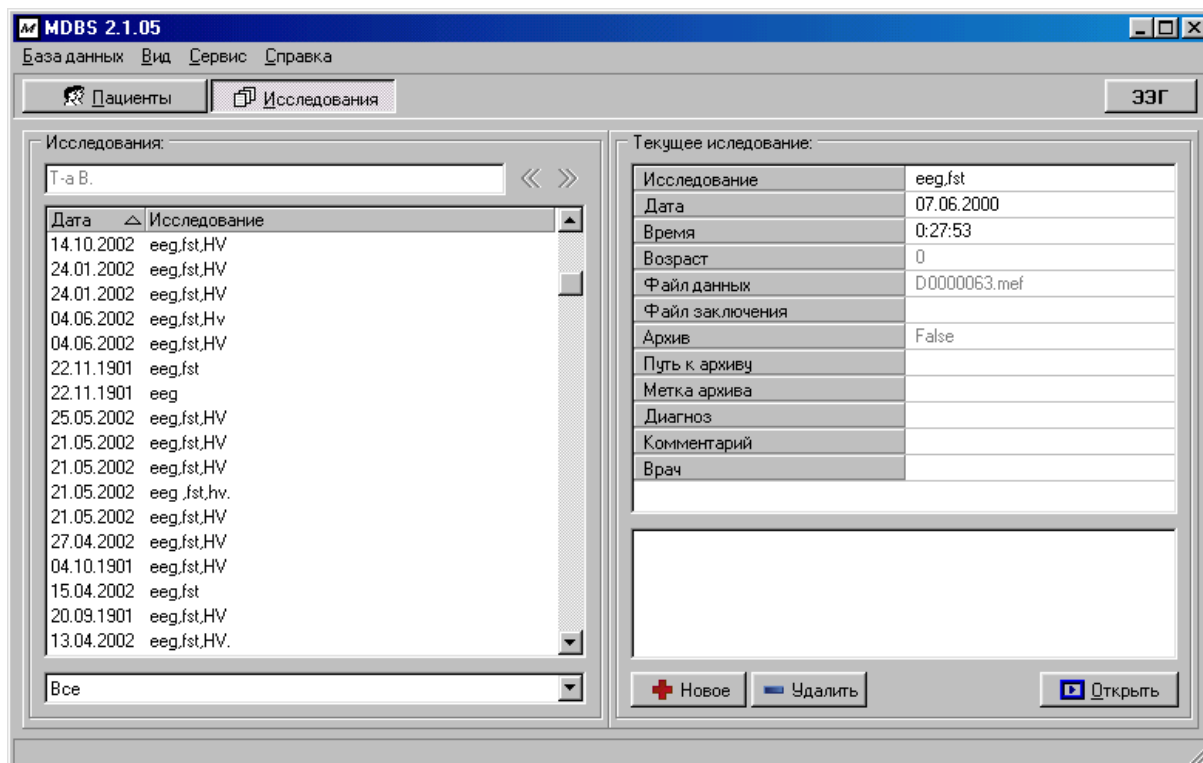 MDBS 2.1.05
База данных Вид Сервис Справка
Пациенты Исследования ЭЭГ
Исследования:
Т-а В.
Дата Исследование
14.10.2002 eeg,fst,HV
24.01.2002 eeg,fst,HV
24.01.2002 eeg,fst,HV
04.06.2002 eeg,fst,Hv
04.06.2002 eeg,fst,HV
22.11.1901 eeg,fst
22.11.1901 eeg
25.05.2002 eeg,fst,HV
21.05.2002 eeg,fst,HV
21.05.2002 eeg,fst,HV
21.05.2002 eeg ,fst,hv.
21.05.2002 eeg,fst,HV
27.04.2002 eeg,fst,HV
04.10.1901 eeg,fst,HV
15.04.2002 eeg,fst
20.09.1901 eeg,fst,HV
13.04.2002 eeg,fst,HV.
Все
Текущее иследование:
Исследование eeg,fst
Дата 07.06.2000
Время 0:27:53
Возраст 0
Файл данных D0000063.mef
Файл заключения
Архив False
Путь к архиву
Метка архива
Диагноз
Комментарий
Врач
Новое Удалить Открыть